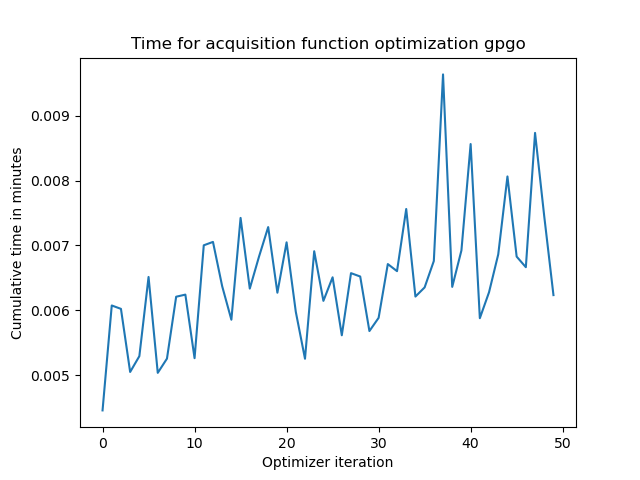 Time for acquisition function optimization gpgo
Cumulative time in minutes
0.009
0.008
0.007
0.006
0.005
0 10 20 30 40 50
Optimizer iteration